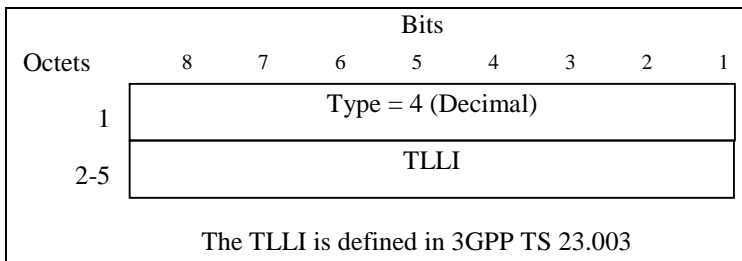 Bits
Octets 8 7 6 5 4 3 2 1
1 Type = 4 (Decimal)
2-5 TLLI
The TLLI is defined in 3GPP TS 23.003